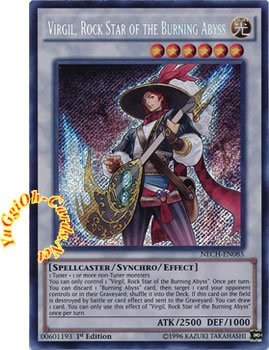 VIRGIL, ROCK STAR OF THE BURNING ABYSS
光
YuGgiOh-Cards.Net
NECH-EN085
[SPELLCASTER/SYNCHRO/EFFECT]
1 Tuner + 1 or more non-Tuner monsters
You can only control 1 "Virgil, Rock Star of the Burning Abyss". Once per turn:
You can discard 1 "Burning Abyss" card, then target 1 card your opponent
controls or in their Graveyard; shuffle it into the Deck. If this card on the field
is destroyed by battle or card effect and sent to the Graveyard: You can draw 1
card. You can only use this effect of "Virgil, Rock Star of the Burning Abyss"
once per turn.
ATK/2500 DEF/1000
00601193
1st Edition
©1996 KAZUKI TAKAHASHI